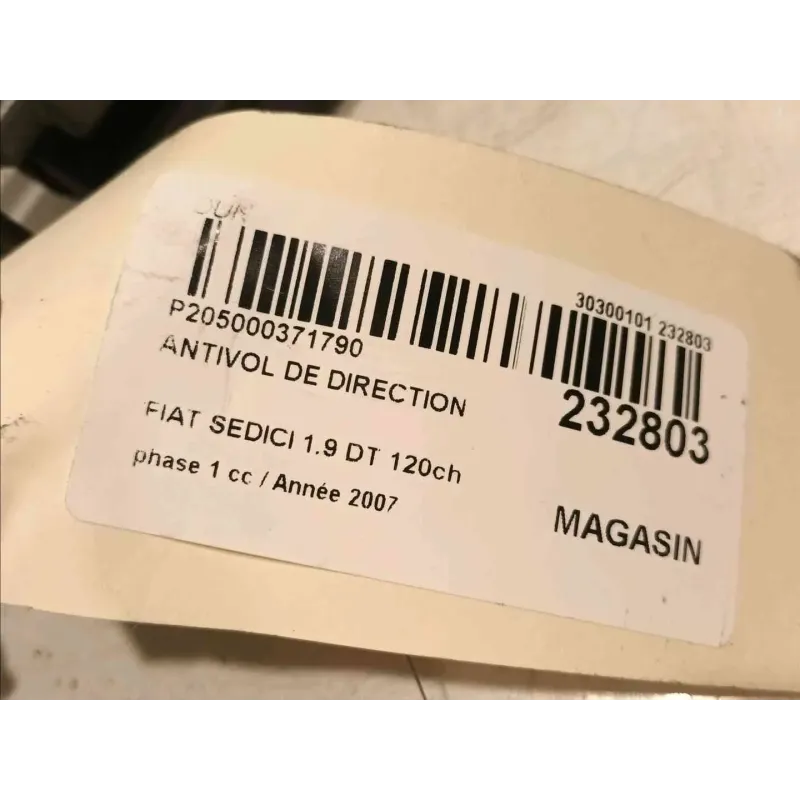 30300101 232803
P205000371790
232803
ANTIVOL DE DIRECTION
FIAT SEDICI 1.9 DT 120ch
phase 1 cc / Année 2007
MAGASIN